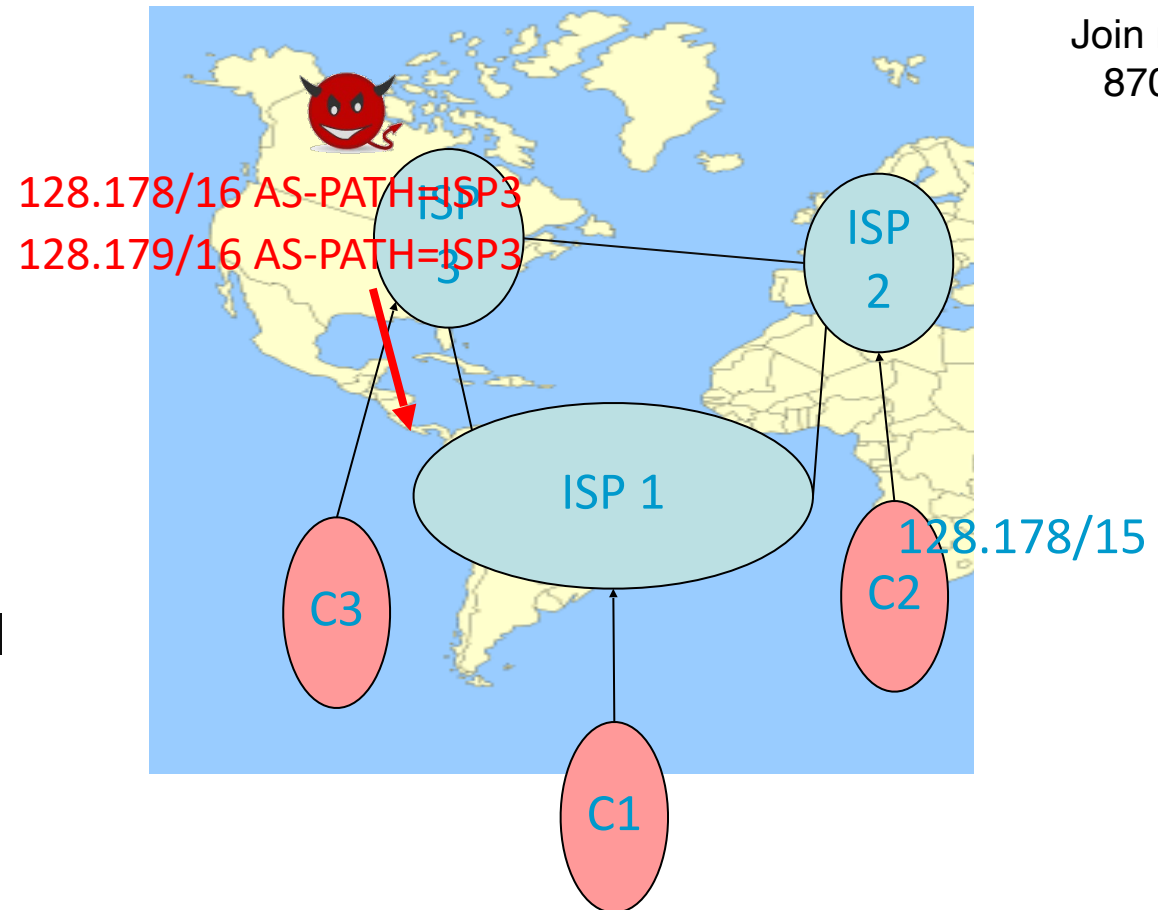 Join
870
128.178/16 AS-PATH=ISP3
128.179/16 AS-PATH=ISP3
ISP
3
ISP
2
ISP 1
128.178/15
C3
C2
C1